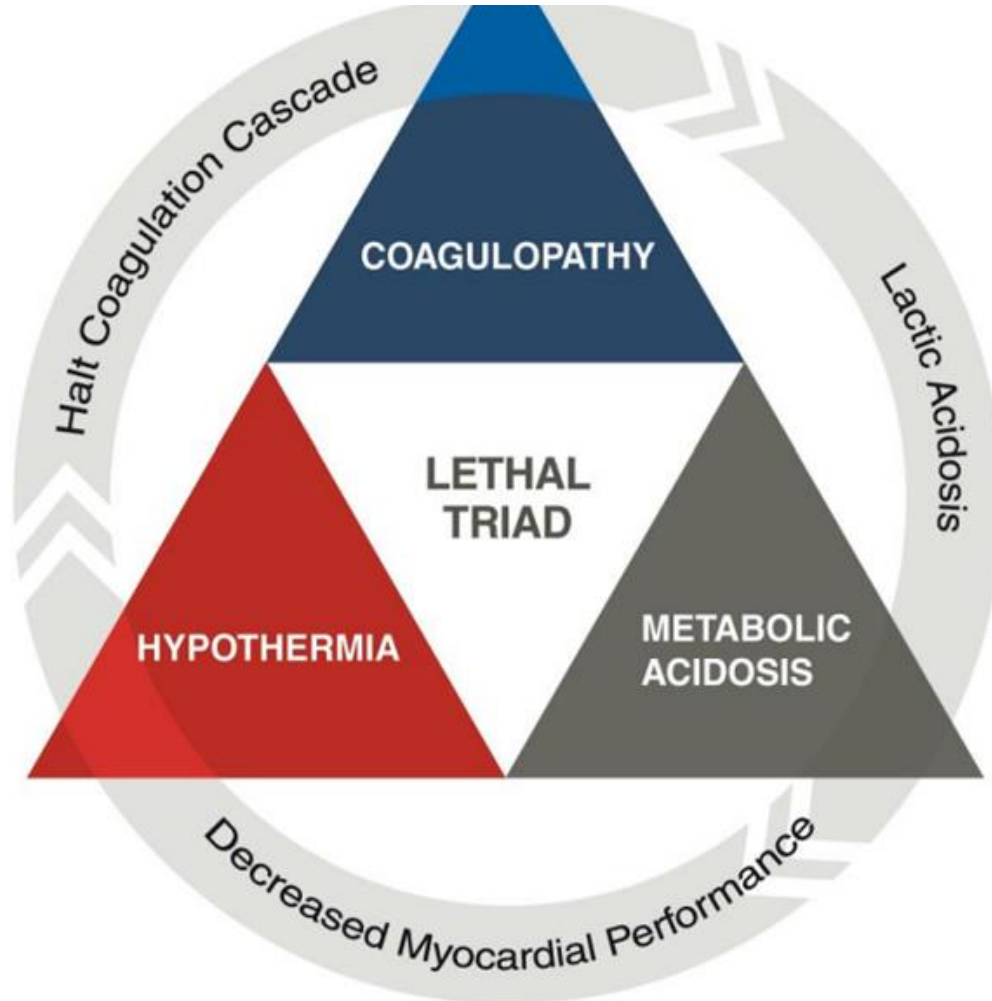 Halt Coagulation Cascade
COAGULOPATHY
Lactic Acidosis
LETHAL
TRIAD
HYPOTHERMIA
METABOLIC
ACIDOSIS
Decreased Myocardial Performance